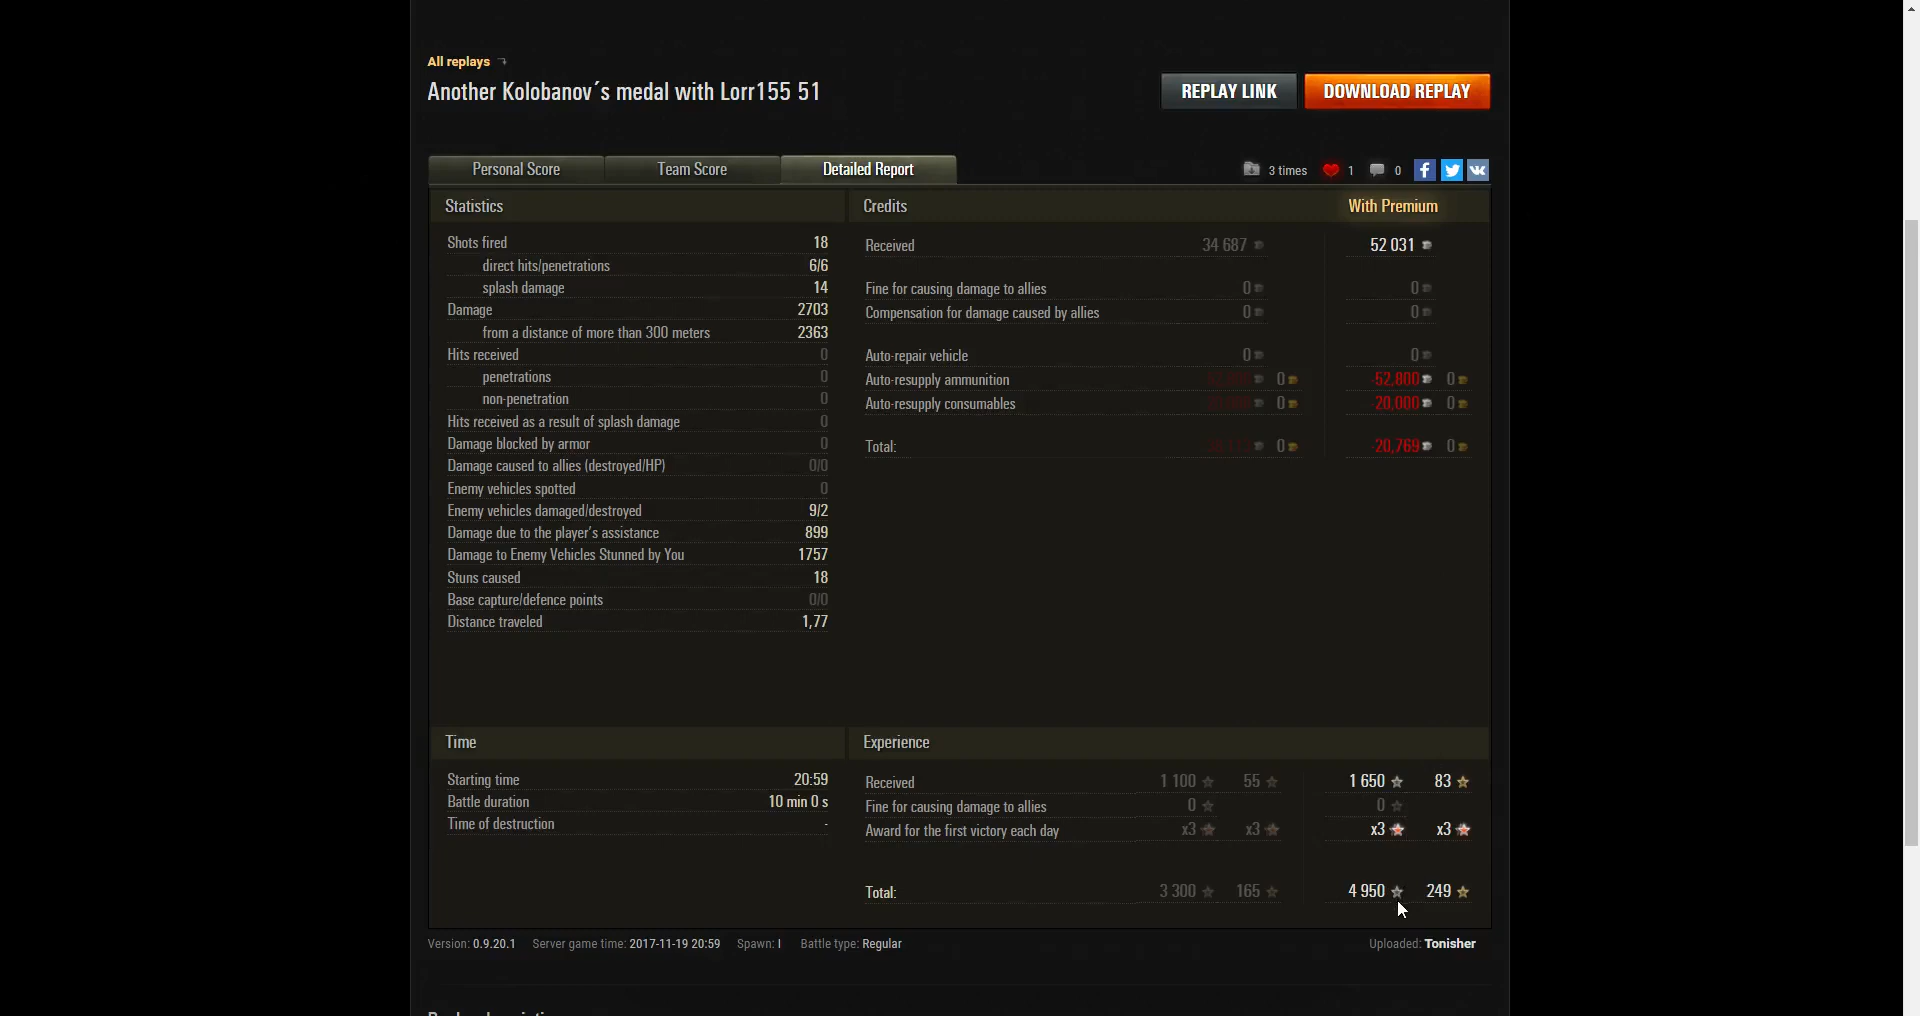 All replays
Another Kolobanov´s medal with Lorr155 51
REPLAY LINK
DOWNLOAD REPLAY
Personal Score
Team Score
Detailed Report
3 times
1
0
Statistics
Credits
With Premium
Shots fired 18
direct hits/penetrations 6/6
splash damage 14
Damage 2703
from a distance of more than 300 meters 2363
Hits received 0
penetrations 0
non-penetration 0
Hits received as a result of splash damage 0
Damage blocked by armor 0
Damage caused to allies (destroyed/HP) 0/0
Enemy vehicles spotted 0
Enemy vehicles damaged/destroyed 9/2
Damage due to the player's assistance 899
Damage to Enemy Vehicles Stunned by You 1757
Stuns caused 18
Base capture/defence points 0/0
Distance traveled 1,77
Received 34 687 52 031
Fine for causing damage to allies 0 0
Compensation for damage caused by allies 0 0
Auto-repair vehicle 0 0
Auto-resupply ammunition 0 -52,800 0
Auto-resupply consumables 0 -20,000 0
Total: 0 -20,769 0
Time
Experience
Starting time 20:59
Battle duration 10 min 0 s
Time of destruction -
Received 1 100 55 1 650 83
Fine for causing damage to allies 0 0
Award for the first victory each day x3 x3 x3 x3
Total: 3 300 165 4 950 249
Version: 0.9.20.1 Server game time: 2017-11-19 20:59 Spawn: I Battle type: Regular
Uploaded: Tonisher